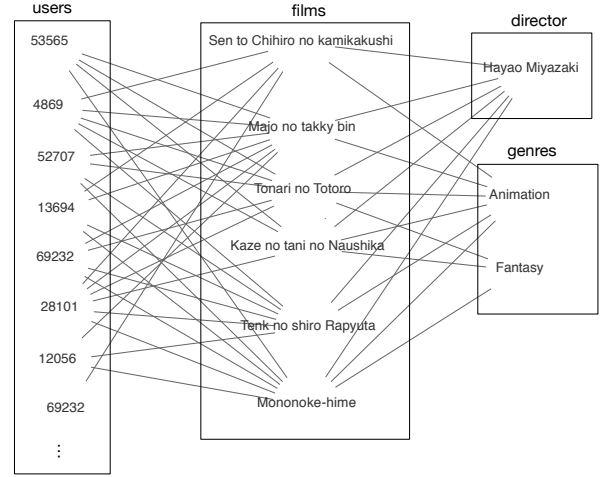 users
films
director
genres
53565
4869
52707
13694
69232
28101
12056
69232
⋮
Sen to Chihiro no kamikakushi
Majo no takky bin
Tonari no Totoro
Kaze no tani no Naushika
Tenk no shiro Rapyuta
Mononoke-hime
Hayao Miyazaki
Animation
Fantasy